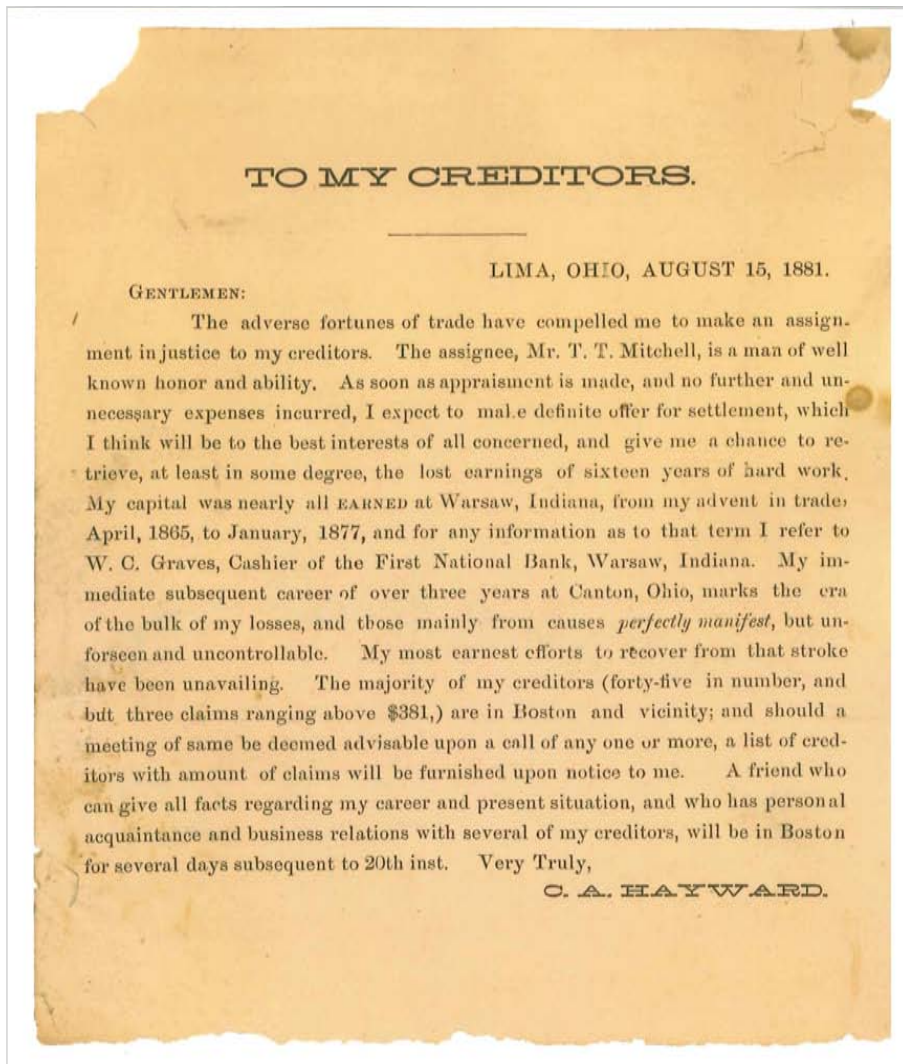 TO MY CREDITORS.
LIMA, OHIO, AUGUST 15, 1881.
GENTLEMEN:
The adverse fortunes of trade have compelled me to make an assign-
ment in justice to my creditors. The assignee, Mr. T. T. Mitchell, is a man of well
known honor and ability. As soon as appraisment is made, and no further and un-
necessary expenses incurred, I expect to make definite offer for settlement, which
I think will be to the best interests of all concerned, and give me a chance to re-
trieve, at least in some degree, the lost earnings of sixteen years of hard work.
My capital was nearly all EARNED at Warsaw, Indiana, from my advent in trade,
April, 1865, to January, 1877, and for any information as to that term I refer to
W. C. Graves, Cashier of the First National Bank, Warsaw, Indiana. My im-
mediate subsequent career of over three years at Canton, Ohio, marks the era
of the bulk of my losses, and those mainly from causes perfectly manifest, but un-
forseen and uncontrollable. My most earnest efforts to recover from that stroke
have been unavailing. The majority of my creditors (forty-five in number, and
but three claims ranging above $381,) are in Boston and vicinity; and should a
meeting of same be deemed advisable upon a call of any one or more, a list of cred-
itors with amount of claims will be furnished upon notice to me. A friend who
can give all facts regarding my career and present situation, and who has personal
acquaintance and business relations with several of my creditors, will be in Boston
for several days subsequent to 20th inst. Very Truly,
C. A. HAYWARD.